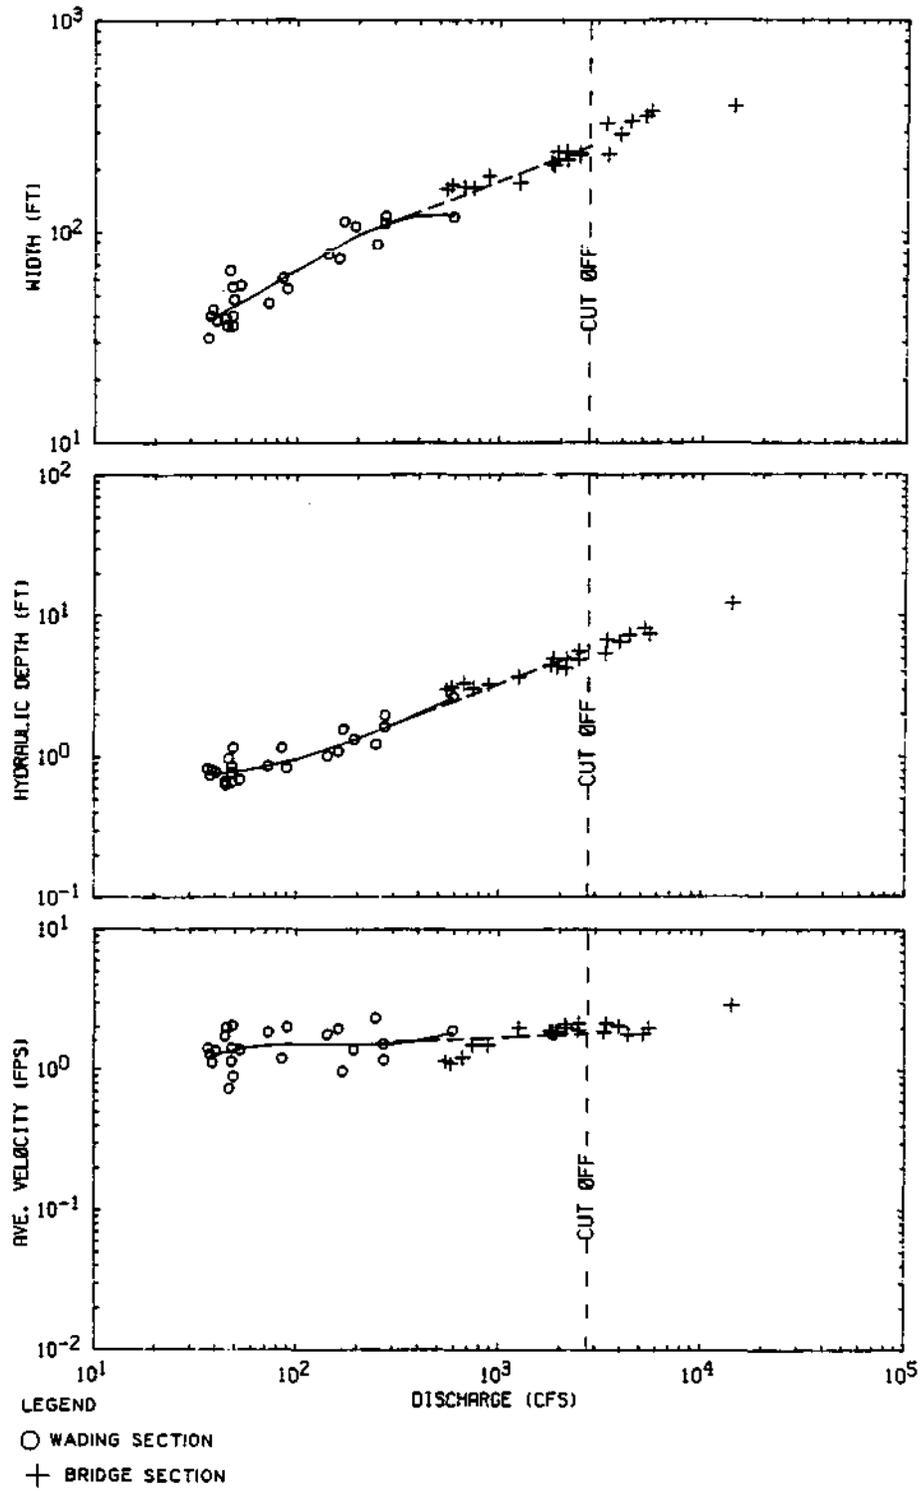 10³
WIDTH (FT)
10²
CUT ØFF
10¹
10²
HYDRAULIC DEPTH (FT)
10¹
10⁰
CUT ØFF
10⁻¹
10¹
AVE. VELØCITY (FPS)
10⁰
10⁻¹
CUT ØFF
10⁻²
10¹ 10² 10³ 10⁴ 10⁵
DISCHARGE (CFS)
LEGEND
WADING SECTION
BRIDGE SECTION